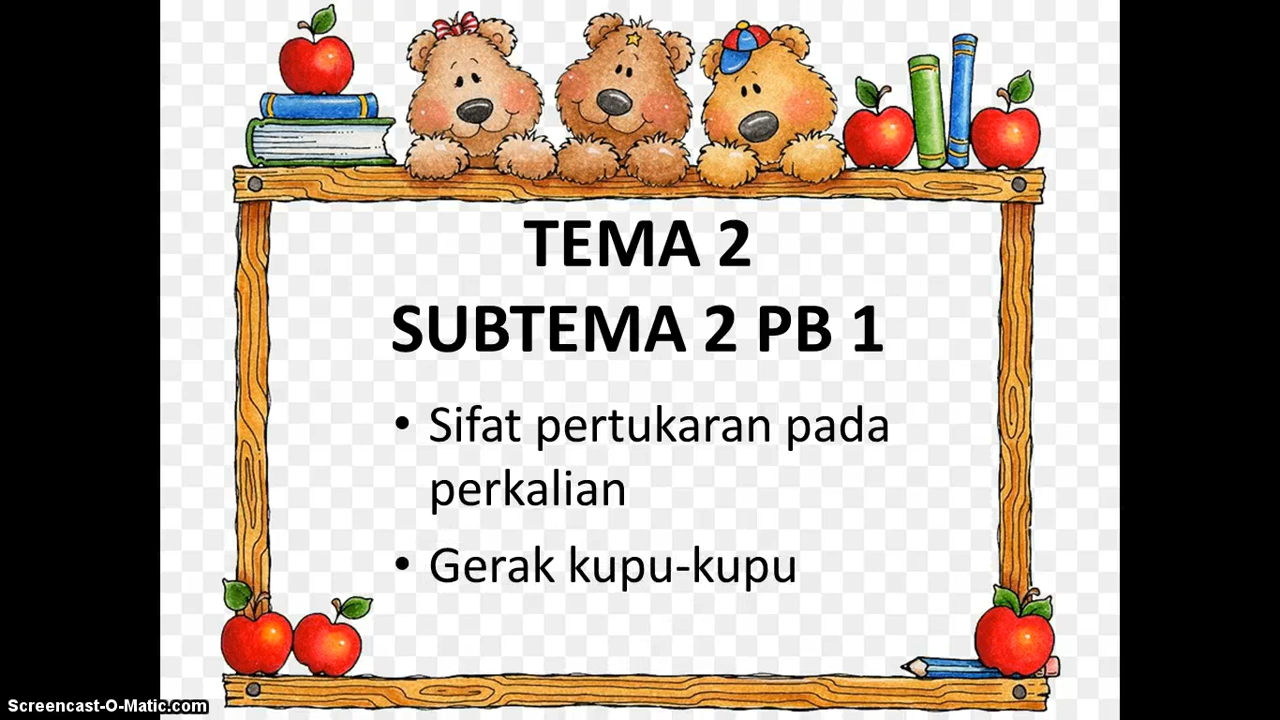 TEMA 2
SUBTEMA 2 PB 1
• Sifat pertukaran pada
perkalian
• Gerak kupu-kupu
Screencast-O-Matic.com